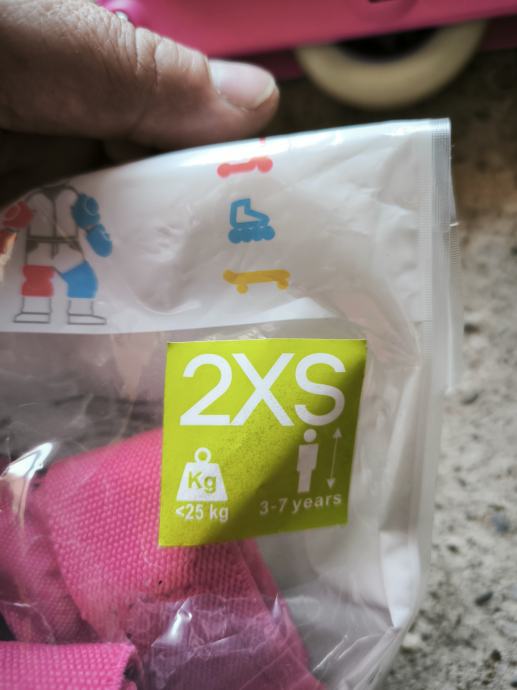 2XS
Kg
<25 kg
3-7 years